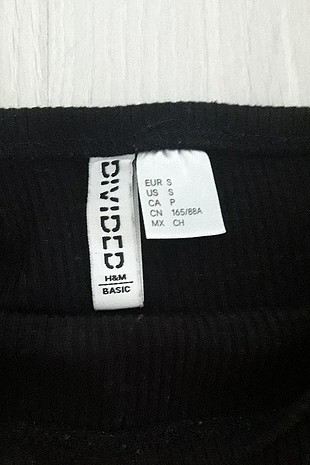 DIVIDED
H&M
BASIC
EUR S
US S
CA P
CN 165/88A
MX CH